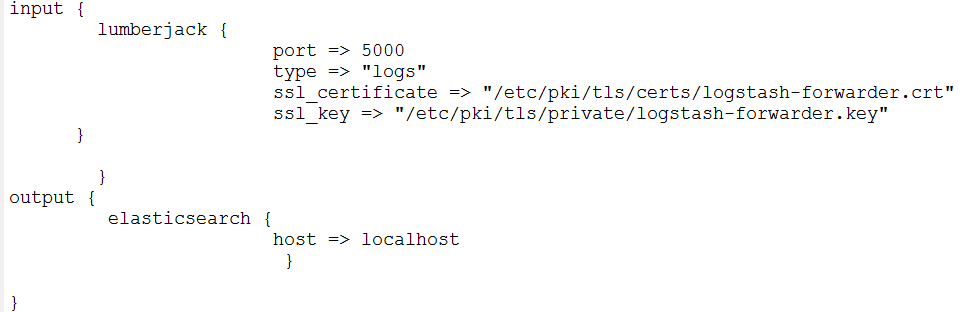 input {
lumberjack {
port => 5000
type => "logs"
ssl_certificate => "/etc/pki/tls/certs/logstash-forwarder.crt"
ssl_key => "/etc/pki/tls/private/logstash-forwarder.key"
}
}
output {
elasticsearch {
host => localhost
}
}